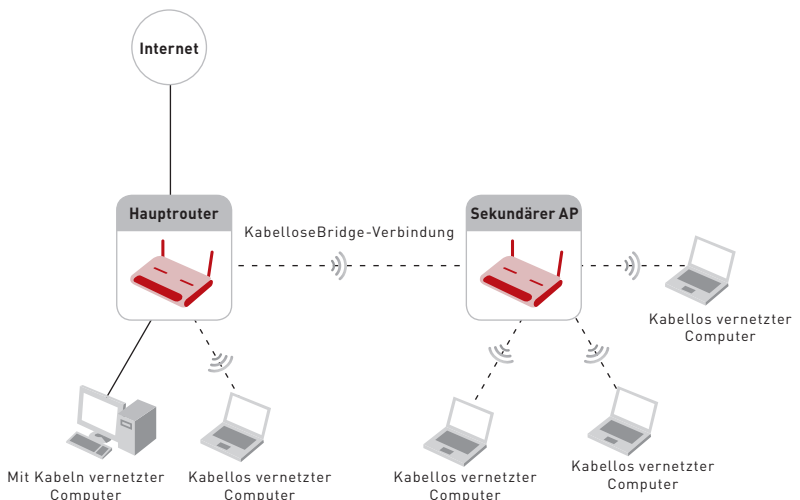 Internet
Hauptrouter
KabelloseBridge-Verbindung
Sekundärer AP
Kabellos vernetzter
Computer
Mit Kabeln vernetzter
Computer
Kabellos vernetzter
Computer
Kabellos vernetzter
Computer
Kabellos vernetzter
Computer